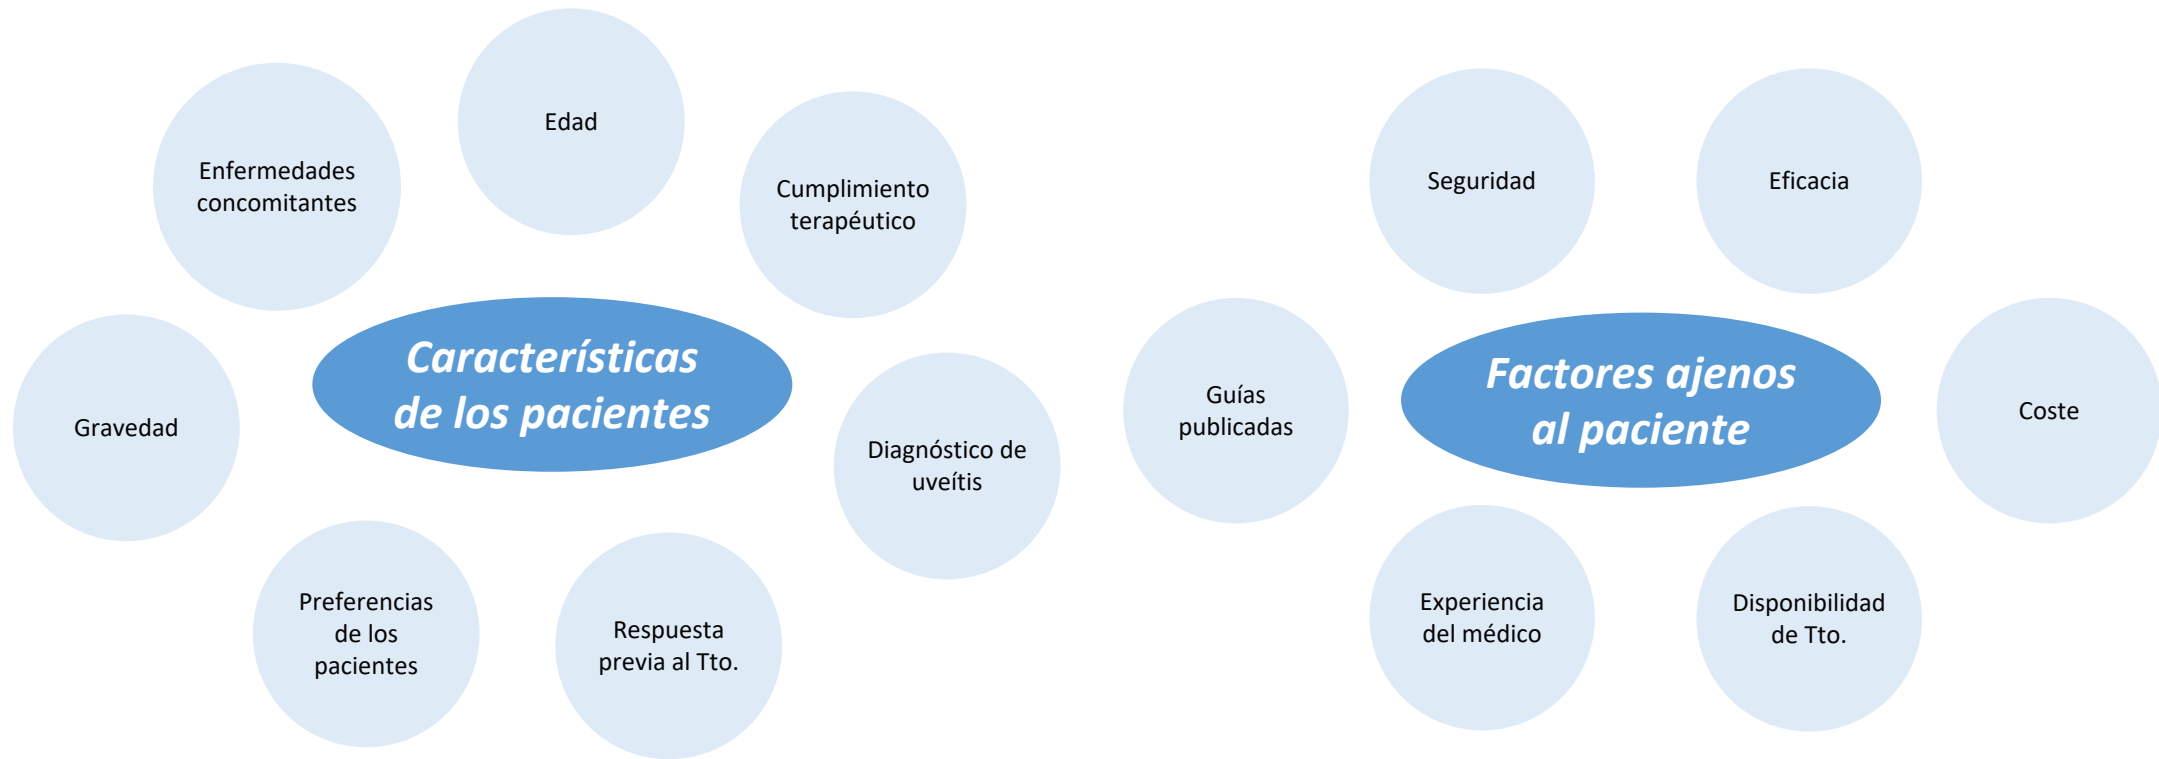 Edad
Enfermedades
concomitantes
Cumplimiento
terapéutico
Características
de los pacientes
Gravedad
Diagnóstico de
uveítis
Preferencias
de los
pacientes
Respuesta
previa al Tto.
Seguridad
Eficacia
Guías
publicadas
Factores ajenos
al paciente
Coste
Experiencia
del médico
Disponibilidad
de Tto.